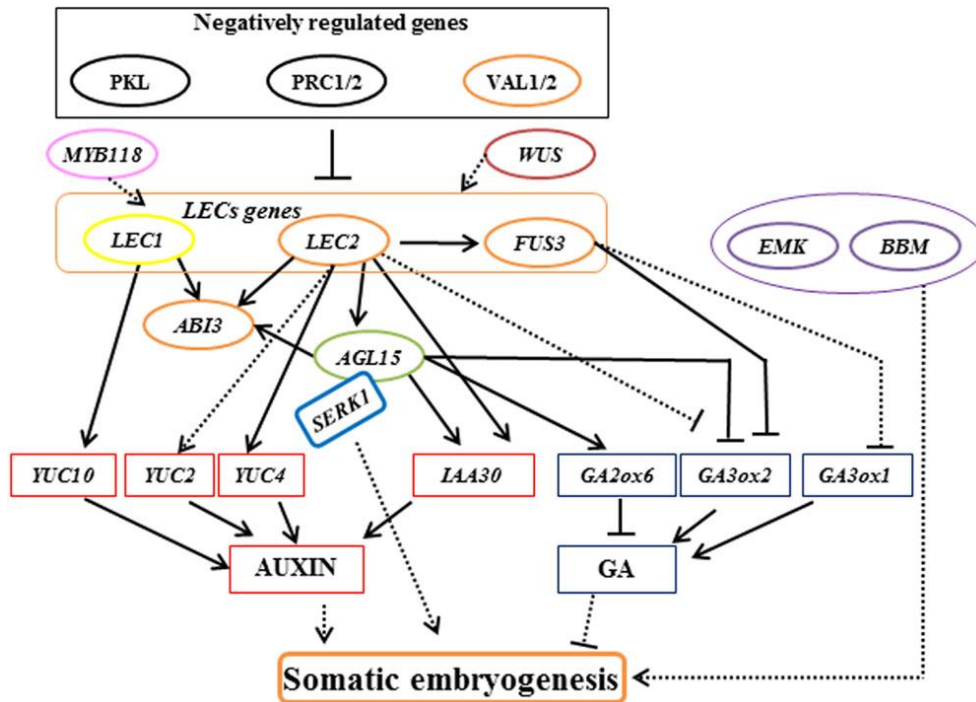 Negatively regulated genes
PKL PRC1/2 VAL1/2
MYB118 WUS
LECs genes
LEC1 LEC2 FUS3
EMK BBM
ABI3
AGL15
SERK1
YUC10 YUC2 YUC4 IAA30 GA2ox6 GA3ox2 GA3ox1
AUXIN GA
Somatic embryogenesis